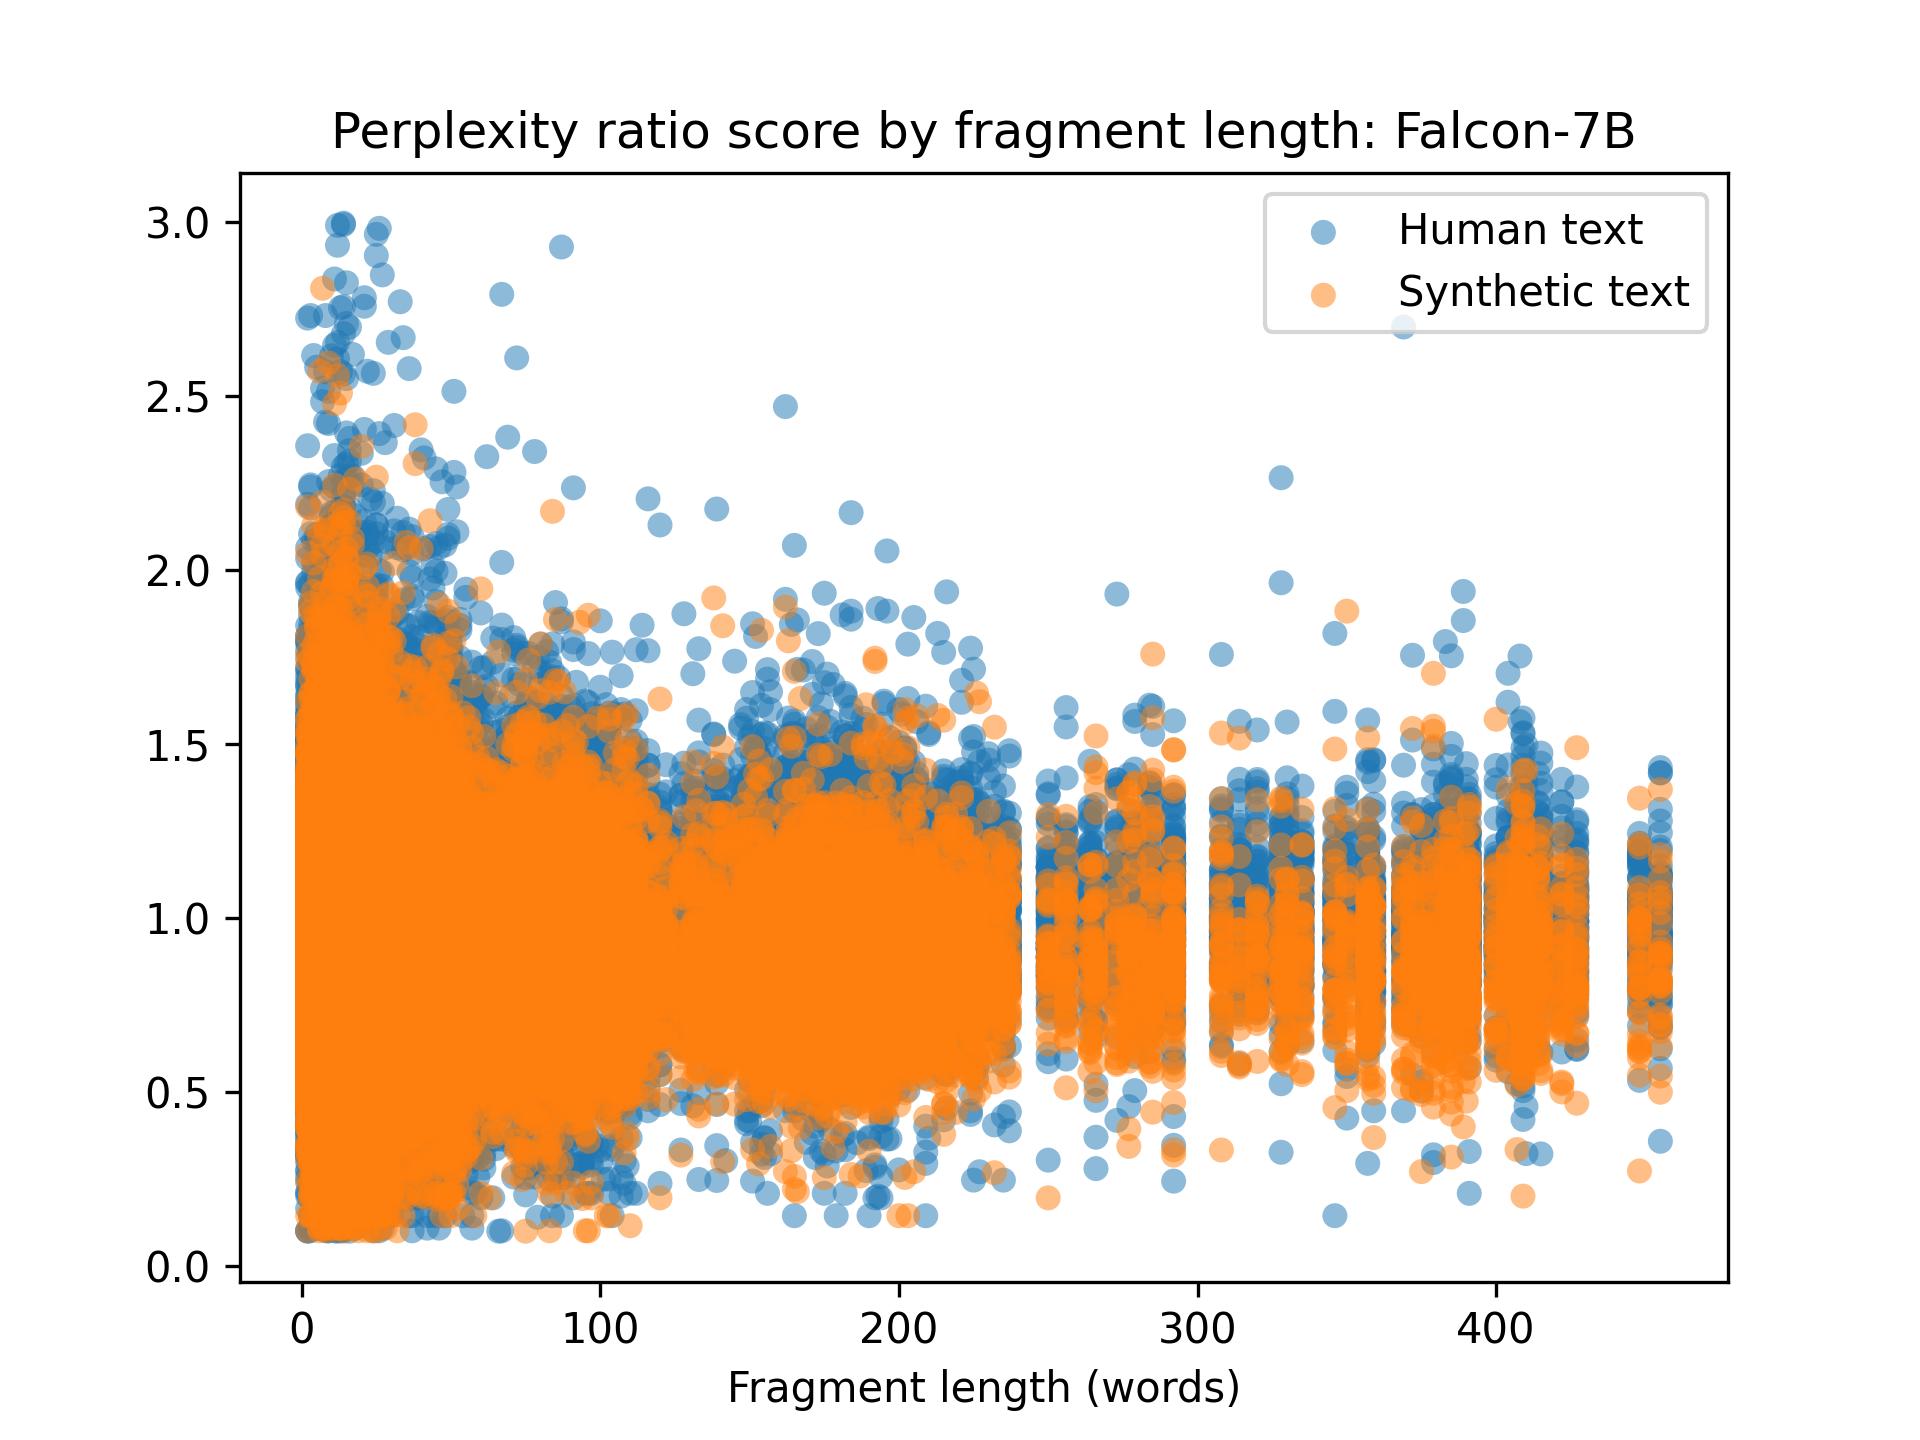 Perplexity ratio score by fragment length: Falcon-7B
Human text
Synthetic text
3.0
2.5
2.0
1.5
1.0
0.5
0.0
0 100 200 300 400
Fragment length (words)